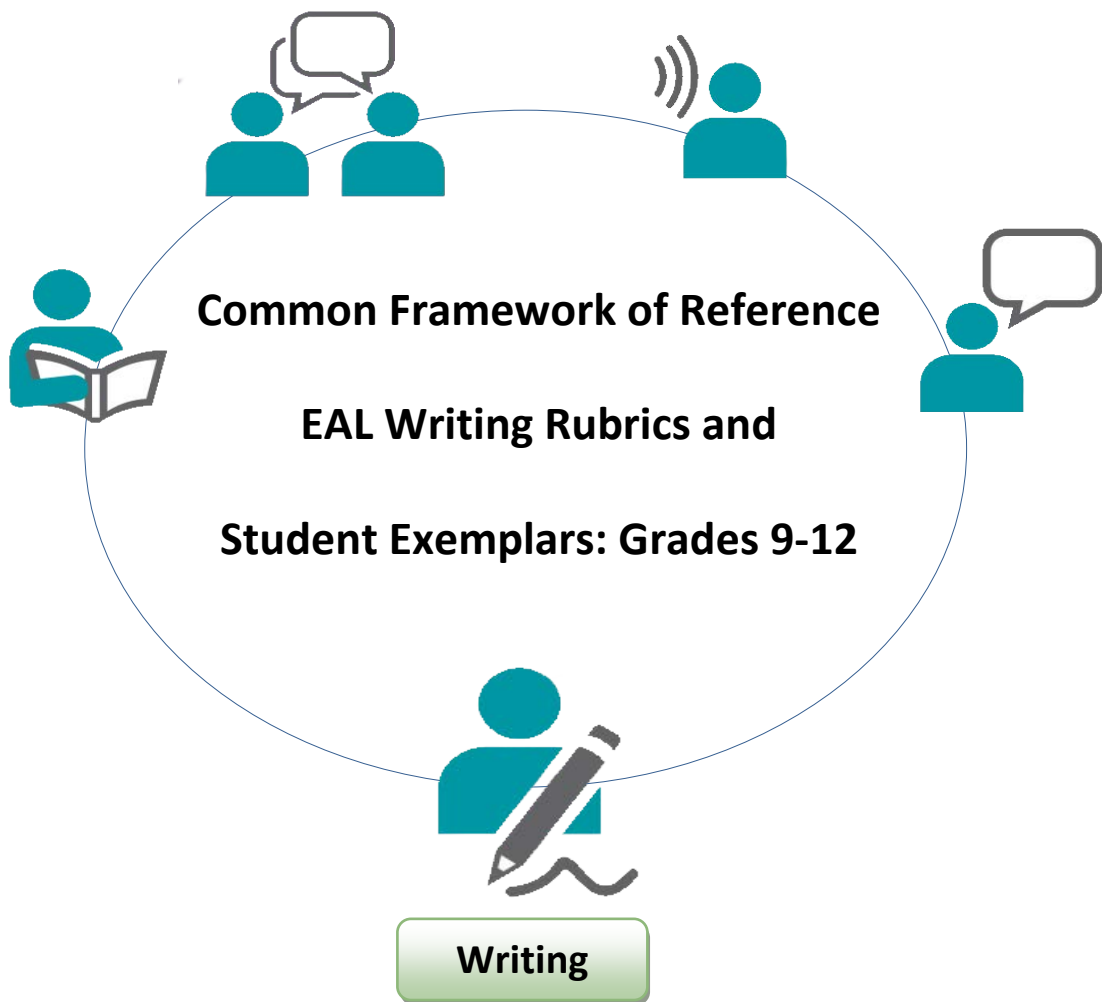 Common Framework of Reference
EAL Writing Rubrics and
Student Exemplars: Grades 9-12
Writing